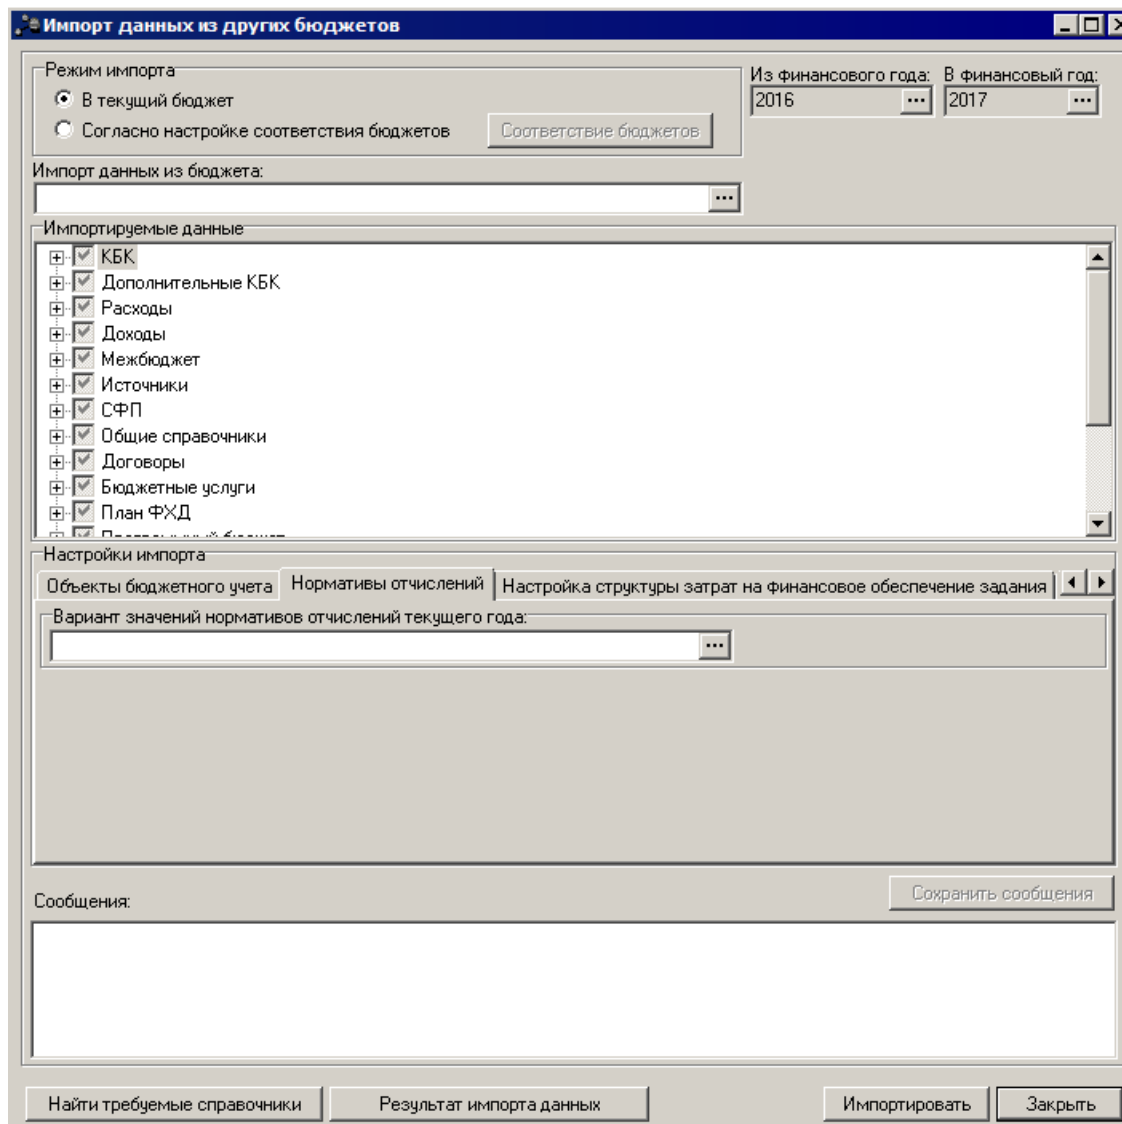 Импорт данных из других бюджетов
Режим импорта
В текущий бюджет
Согласно настройке соответствия бюджетов
Соответствие бюджетов
Из финансового года: В финансовый год:
2016 ... 2017 ...
Импорт данных из бюджета:
...
Импортируемые данные
КБК
Дополнительные КБК
Расходы
Доходы
Межбюджет
Источники
СФП
Общие справочники
Договоры
Бюджетные услуги
План ФХД
Программный бюджет
Настройки импорта
Объекты бюджетного учета Нормативы отчислений Настройка структуры затрат на финансовое обеспечение задания
Вариант значений нормативов отчислений текущего года:
...
Сохранить сообщения
Сообщения:
Найти требуемые справочники Результат импорта данных Импортировать Закрыть